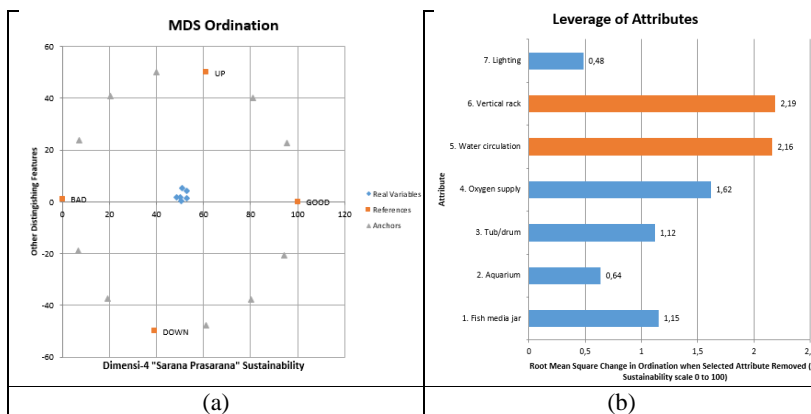 MDS Ordination
60
UP
40
20
BAD
GOOD
0
0
20
40
60
80
100
120
-20
-40
DOWN
-60
Other Distingishing Features
Dimensi-4 "Sarana Prasarana" Sustainability
Real Variables
References
Anchors
(a)
Leverage of Attributes
7. Lighting
0,48
6. Vertical rack
2,19
5. Water circulation
2,16
4. Oxygen supply
1,62
3. Tub/drum
1,12
2. Aquarium
0,64
1. Fish media jar
1,15
Attribute
0
0,5
1
1,5
2
2,
Root Mean Square Change in Ordination when Selected Attribute Removed (
Sustainability scale 0 to 100)
(b)